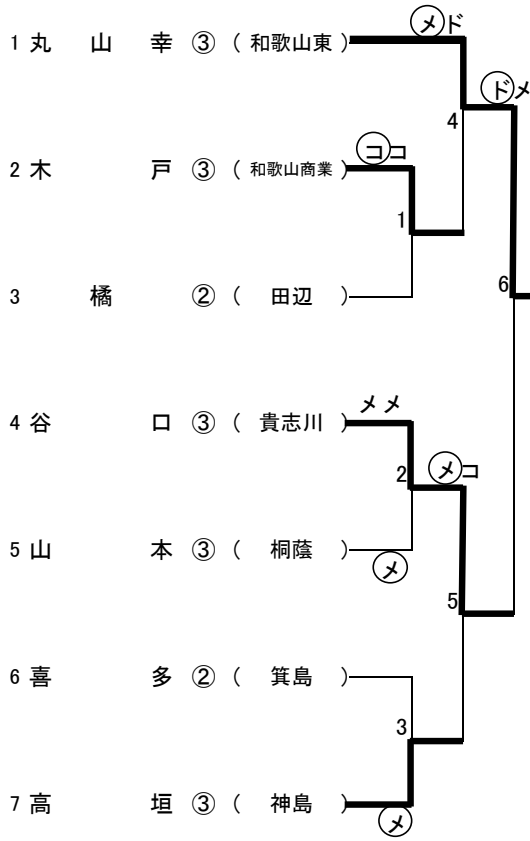 メド
1 丸 山 幸 ③ ( 和歌山東 )
ドメ
4
ココ
2 木 戸 ③ ( 和歌山商業 )
1
3 橘 ② ( 田辺 )
6
メメ
4 谷 口 ③ ( 貴志川 )
2 メコ
5 山 本 ③ ( 桐蔭 )
メ
5
6 喜 多 ② ( 箕島 )
3
7 高 垣 ③ ( 神島 )
メ